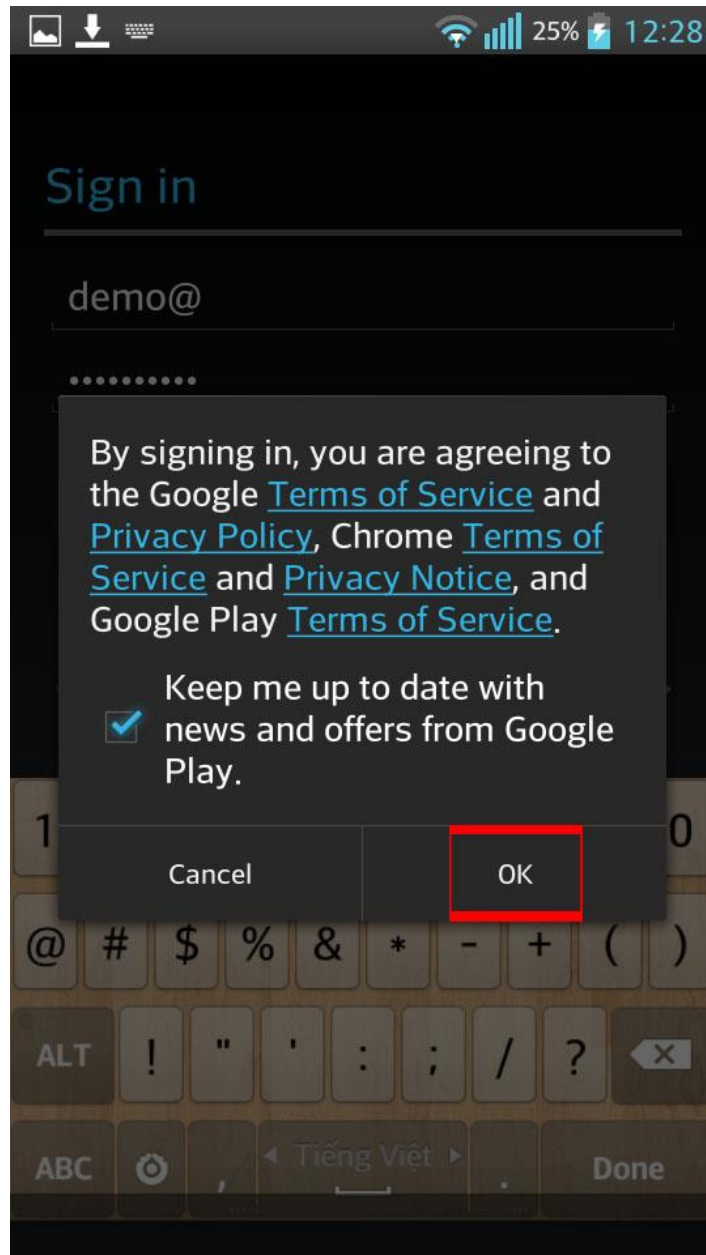 25% 12:28
Sign in
demo@
••••••••••
By signing in, you are agreeing to
the Google Terms of Service and
Privacy Policy, Chrome Terms of
Service and Privacy Notice, and
Google Play Terms of Service.
Keep me up to date with
news and offers from Google
Play.
Cancel OK
1 0
@ # $ % & * - + ( )
ALT ! " ' : ; / ?
ABC , Tiếng Việt . Done